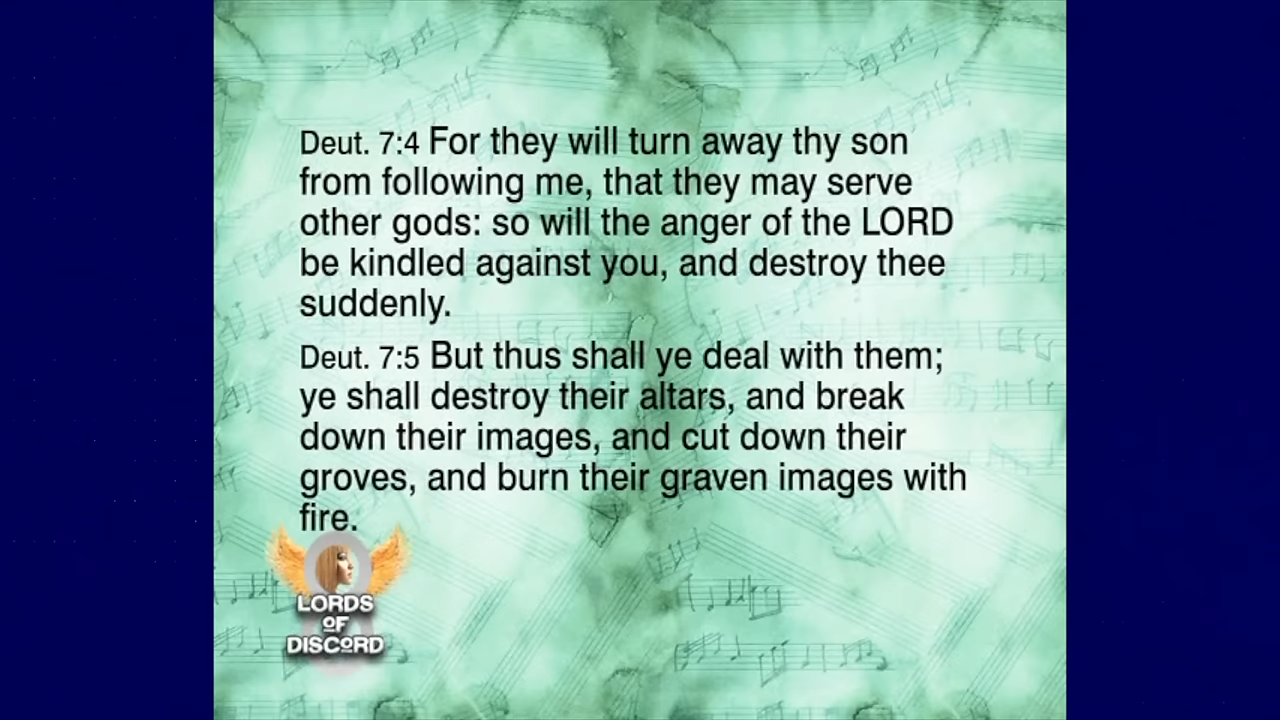 Deut. 7:4 For they will turn away thy son
from following me, that they may serve
other gods: so will the anger of the LORD
be kindled against you, and destroy thee
suddenly.
Deut. 7:5 But thus shall ye deal with them;
ye shall destroy their altars, and break
down their images, and cut down their
groves, and burn their graven images with
fire.
LORDS
OF
DISCORD